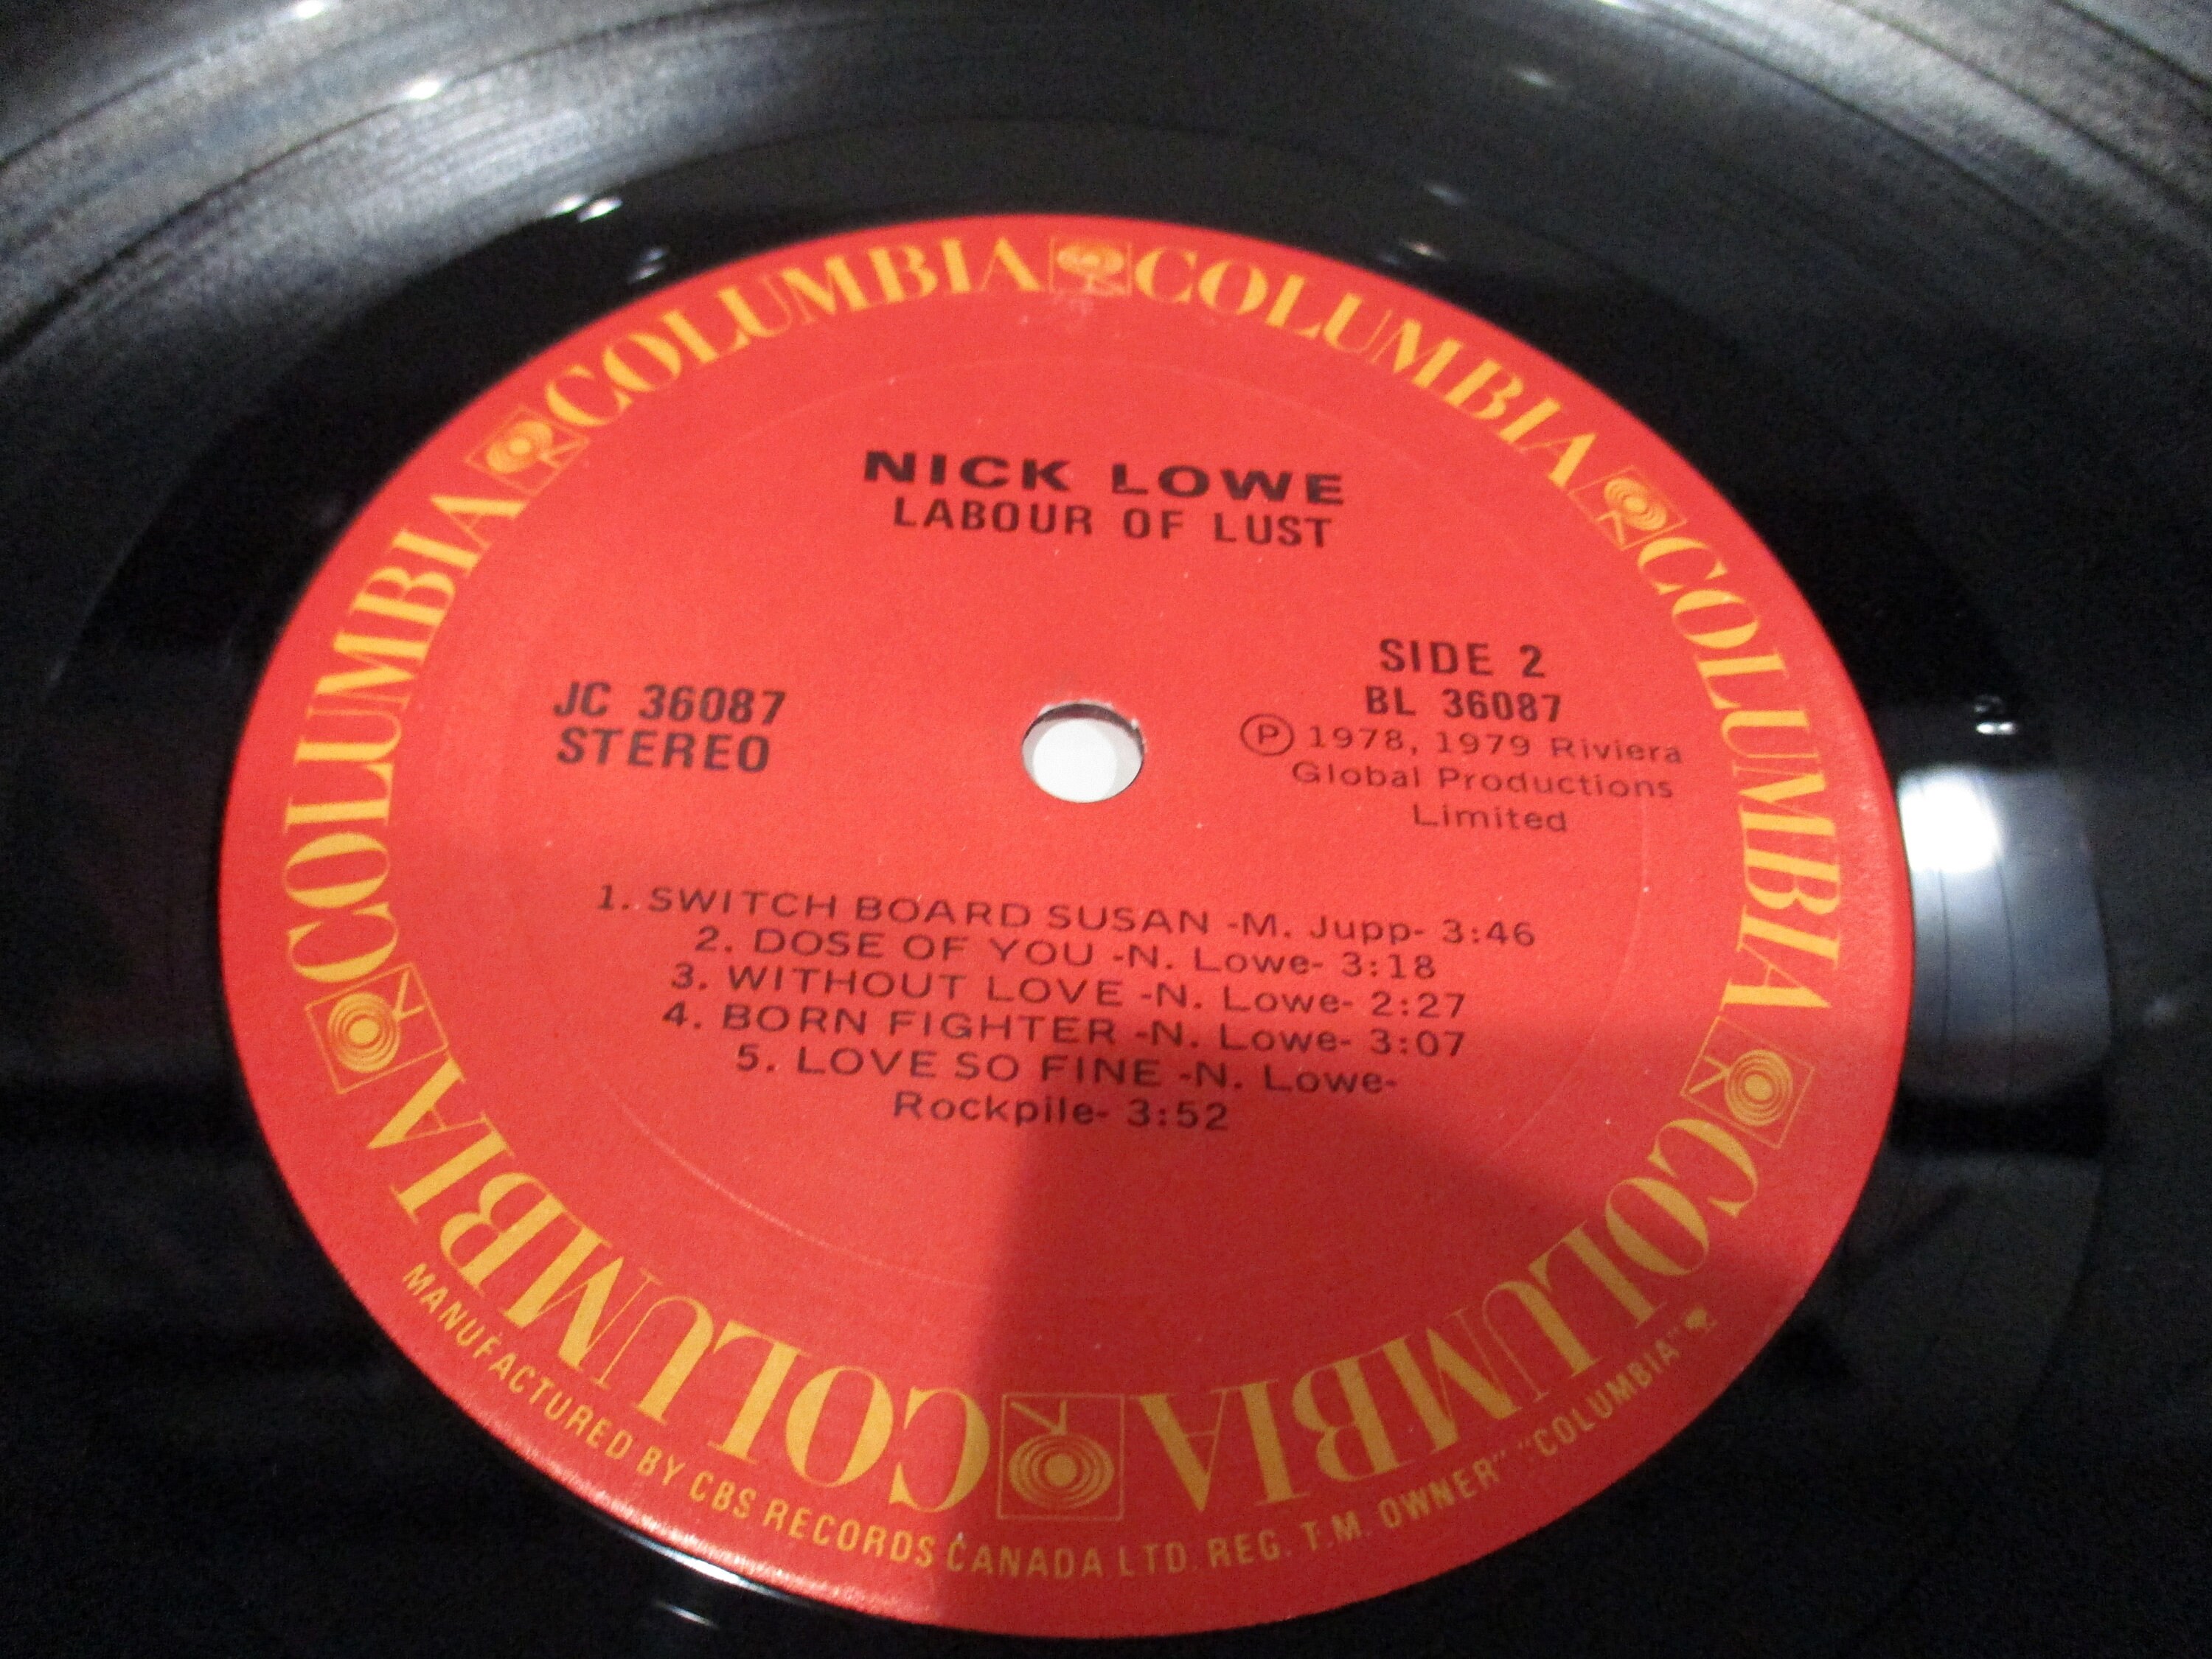 COLUMBIA COLUMBIA COLUMBIA COLUMBIA COLUMBIA COLUMBIA
NICK LOWE
LABOUR OF LUST
JC 36087
STEREO
SIDE 2
BL 36087
Ⓟ 1978, 1979 Riviera
Global Productions
Limited
1. SWITCH BOARD SUSAN -M. Jupp- 3:46
2. DOSE OF YOU -N. Lowe- 3:18
3. WITHOUT LOVE -N. Lowe- 2:27
4. BORN FIGHTER -N. Lowe- 3:07
5. LOVE SO FINE -N. Lowe-
Rockpile- 3:52
MANUFACTURED BY CBS RECORDS CANADA LTD. REG. T.M. OWNER" "COLUMBIA"